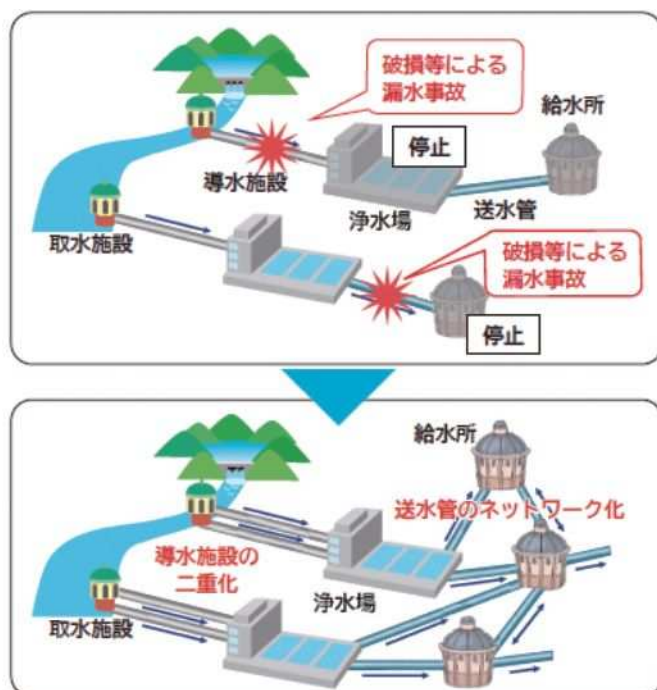 破損等による
漏水事故
給水所
停止
導水施設
浄水場
送水管
取水施設
破損等による
漏水事故
停止
給水所
送水管のネットワーク化
導水施設の
二重化
浄水場
取水施設